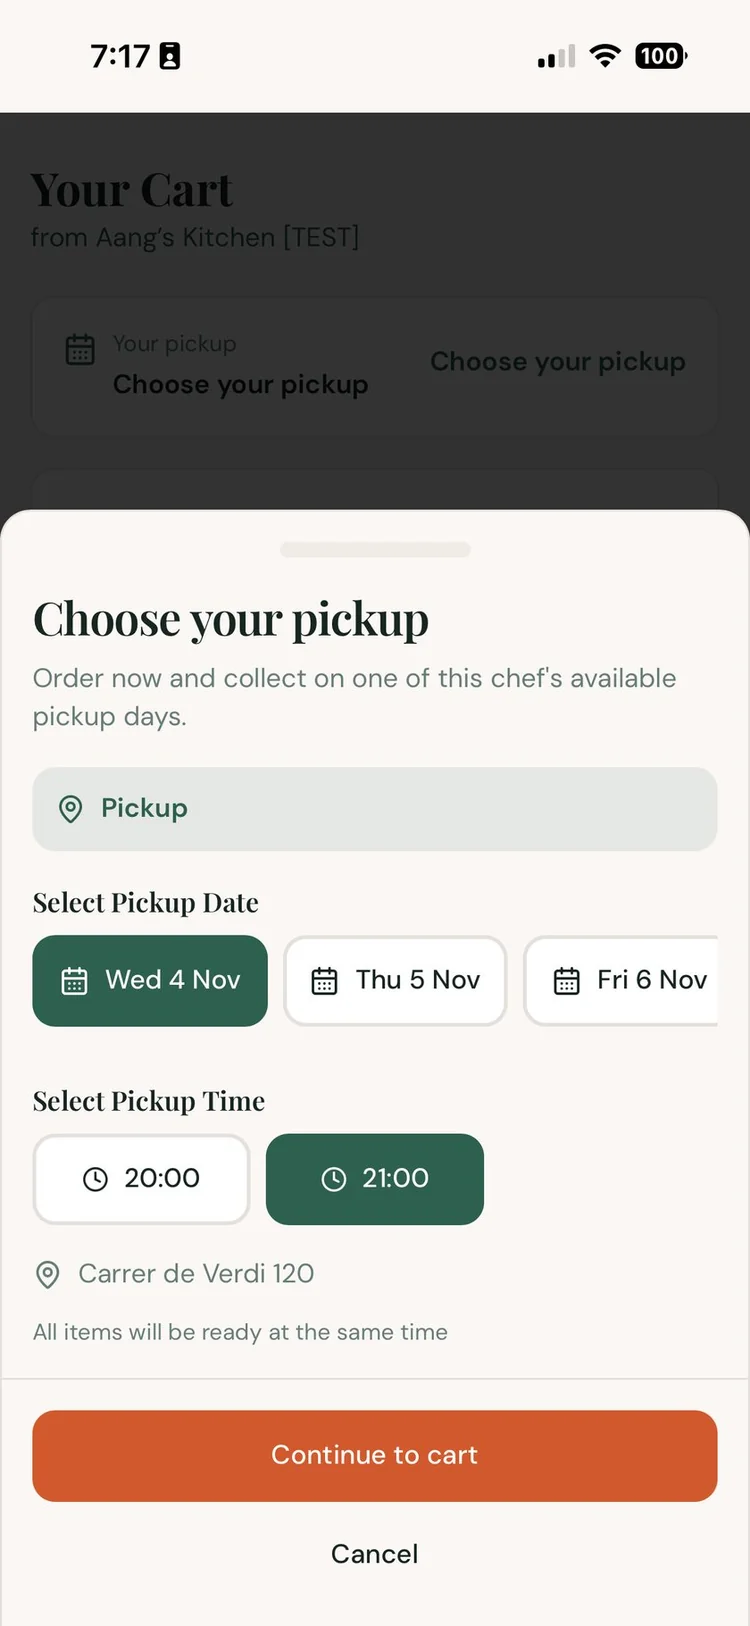 7:17
100
Your Cart
from Aang's Kitchen [TEST]
Your pickup
Choose your pickup
Choose your pickup
Choose your pickup
Order now and collect on one of this chef's available
pickup days.
Pickup
Select Pickup Date
Wed 4 Nov
Thu 5 Nov
Fri 6 Nov
Select Pickup Time
20:00
21:00
Carrer de Verdi 120
All items will be ready at the same time
Continue to cart
Cancel